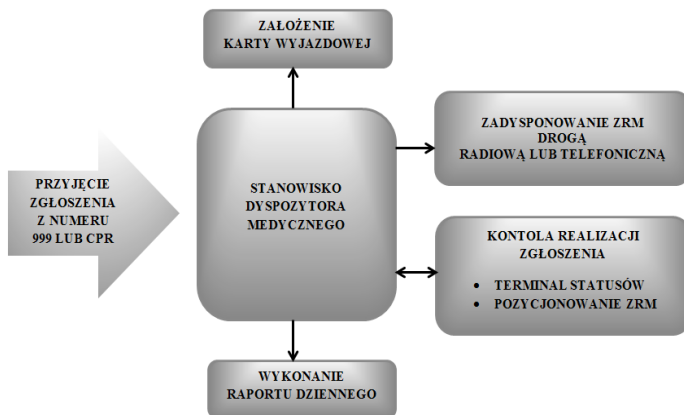 ZAŁOŻENIE
KARTY WYJAZDOWEJ
PRZYJĘCIE
ZGŁOSZENIA
Z NUMERU
999 LUB CPR
STANOWISKO
DYSPOZYTORA
MEDYCZNEGO
ZADYSPONOWANIE ZRM
DROGĄ
RADIOWĄ LUB TELEFONICZNĄ
KONTOLA REALIZACJI
ZGŁOSZENIA
• TERMINAL STATUSÓW
• POZYCJONOWANIE ZRM
WYKONANIE
RAPORTU DZIENNEGO